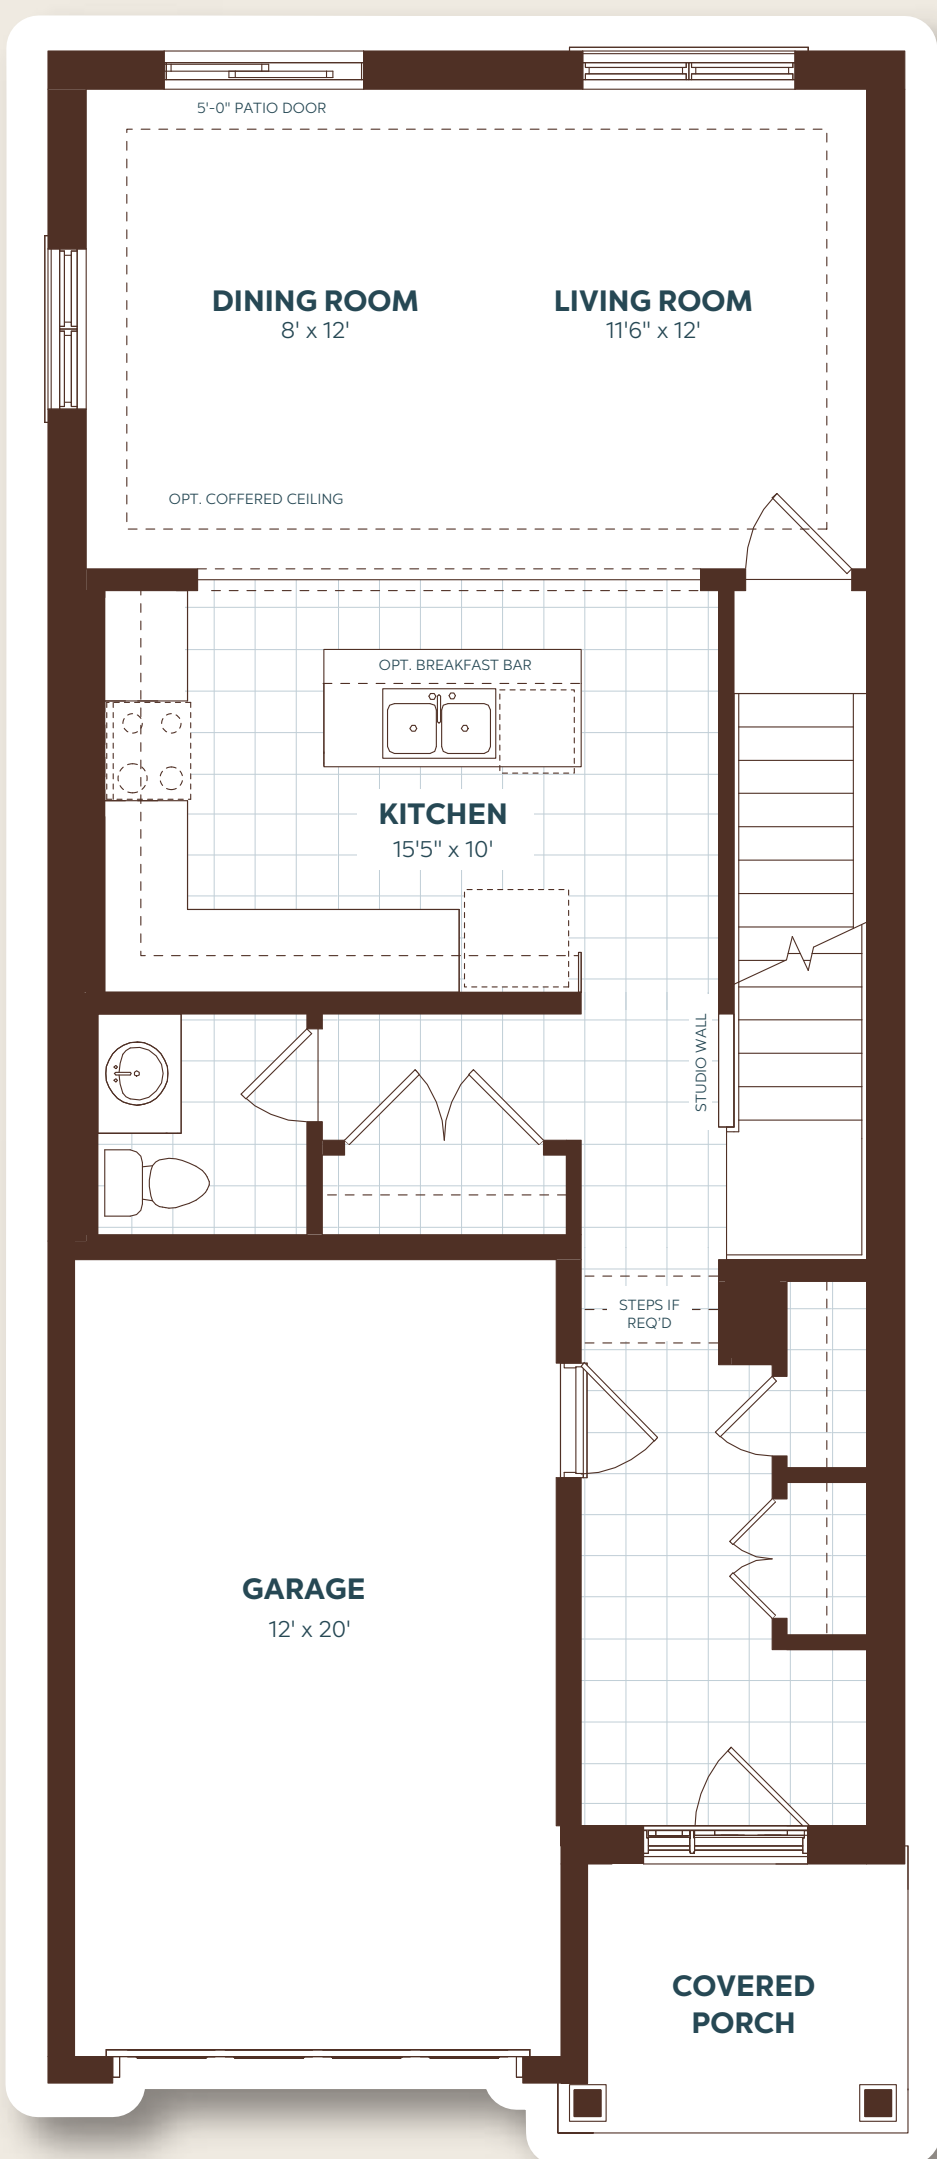 5'-0" PATIO DOOR
DINING ROOM
8' x 12'
LIVING ROOM
11'6" x 12'
OPT. COFFERED CEILING
OPT. BREAKFAST BAR
KITCHEN
15'5" x 10'
STUDIO WALL
STEPS IF
REQ'D
GARAGE
12' x 20'
COVERED
PORCH